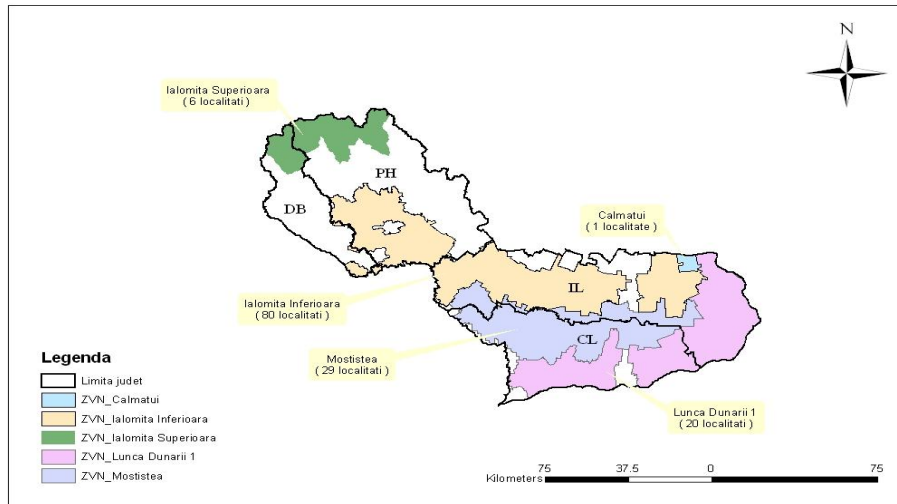 N
Ialomita Superioara
( 6 localitati )
PH
DB
Calmatui
( 1 localitate )
IL
Ialomita Inferioara
( 80 localitati )
CL
Mostistea
( 29 localitati )
Lunca Dunarii 1
( 20 localitati )
Legenda
Limita judet
ZVN_Calmatui
ZVN_Ialomita Inferioara
ZVN_Ialomita Superioara
ZVN_Lunca Dunarii 1
ZVN_Mostistea
75 37.5 0 75
Kilometers